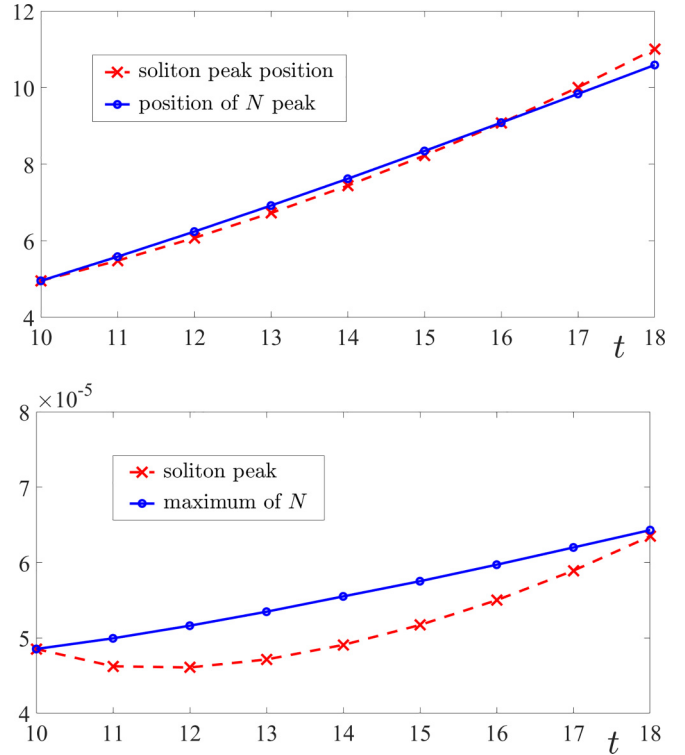 12
soliton peak position
position of N peak
10
8
6
4
10 11 12 13 14 15 16 17 18
t
×10⁻⁵
8
soliton peak
maximum of N
7
6
5
4
10 11 12 13 14 15 16 17 18
t